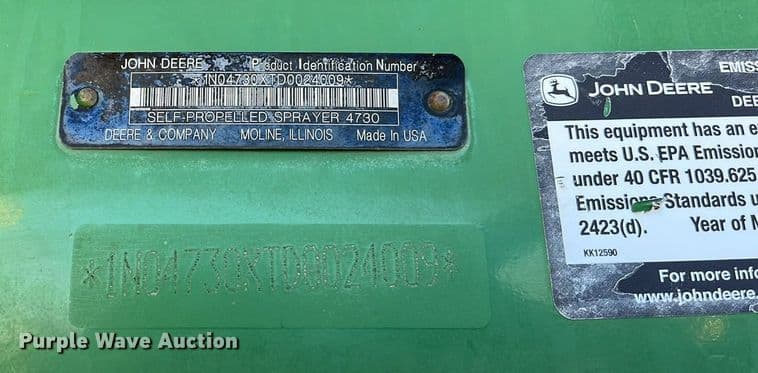 JOHN DEERE Product Identification Number
*1N04730XTD0024009*
SELF-PROPELLED SPRAYER 4730
DEERE & COMPANY MOLINE, ILLINOIS Made In USA
*1N04730XTD0024009*
EMISS
JOHN DEERE
DEE
This equipment has an e
meets U.S. EPA Emission
under 40 CFR 1039.625
Emissions Standards u
2423(d). Year of M
KK12590
For more info
www.johndeere.
Purple Wave Auction